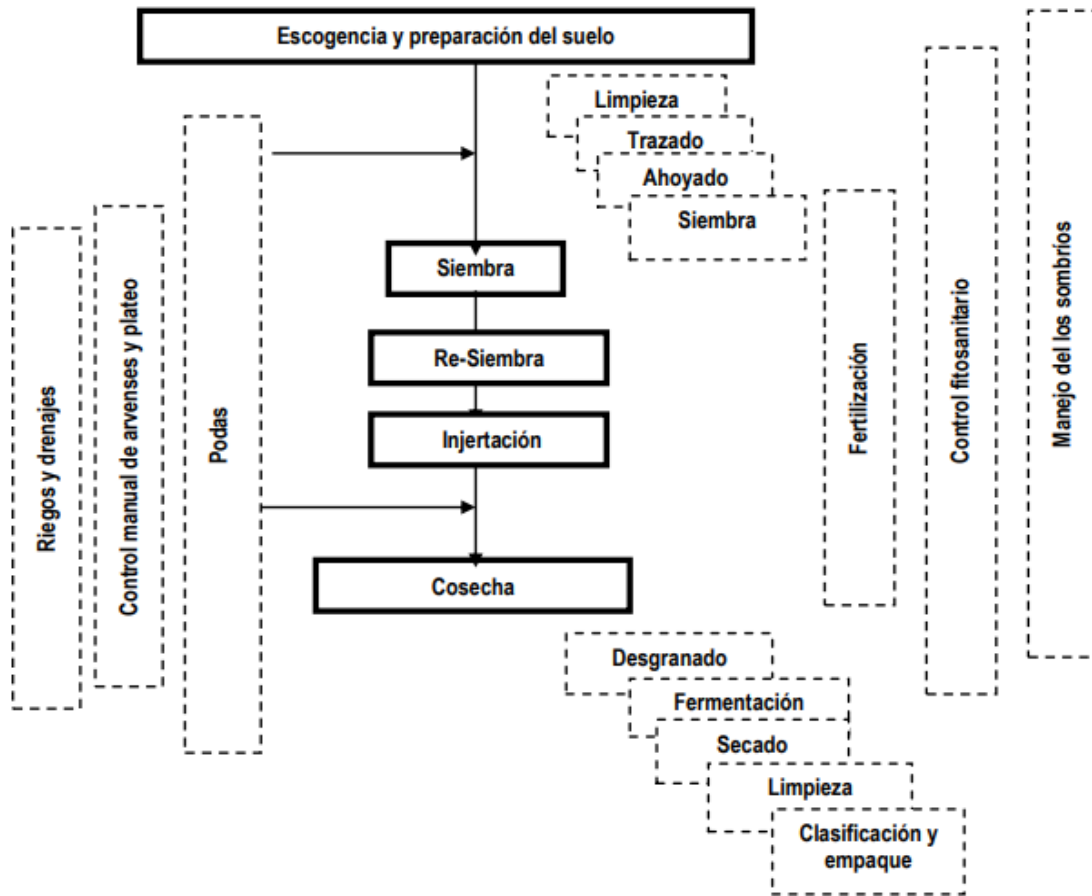 Escogencia y preparación del suelo
Limpieza
Trazado
Ahoyado
Siembra
Siembra
Re-Siembra
Injertación
Cosecha
Riegos y drenajes
Control manual de arvenses y plateo
Podas
Fertilización
Control fitosanitario
Manejo del los sombríos
Desgranado
Fermentación
Secado
Limpieza
Clasificación y
empaque